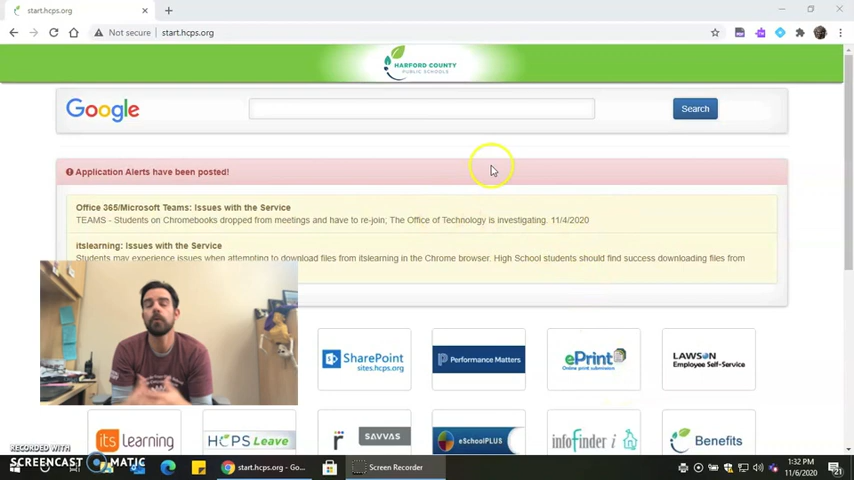 start.hcps.org
Not secure
start.hcps.org
HARFORD COUNTY
PUBLIC SCHOOLS
Google
Search
Application Alerts have been posted!
Office 365/Microsoft Teams: Issues with the Service
TEAMS - Students on Chromebooks dropped from meetings and have to re-join; The Office of Technology is investigating. 11/4/2020
itslearning: Issues with the Service
Students may experience issues when attempting to download files from itslearning in the Chrome browser. High School students should find success downloading files from
SharePoint
sites.hcps.org
Performance Matters
ePrint
Online print submission
LAWSON
Employee Self-Service
itsLearning
HCPS Leave
SAVVAS
eSchoolPLUS
infofinder i
Benefits
RECORDED WITH
SCREENCAST MATIC
start.hcps.org - Go...
Screen Recorder
1:32 PM
11/6/2020
21